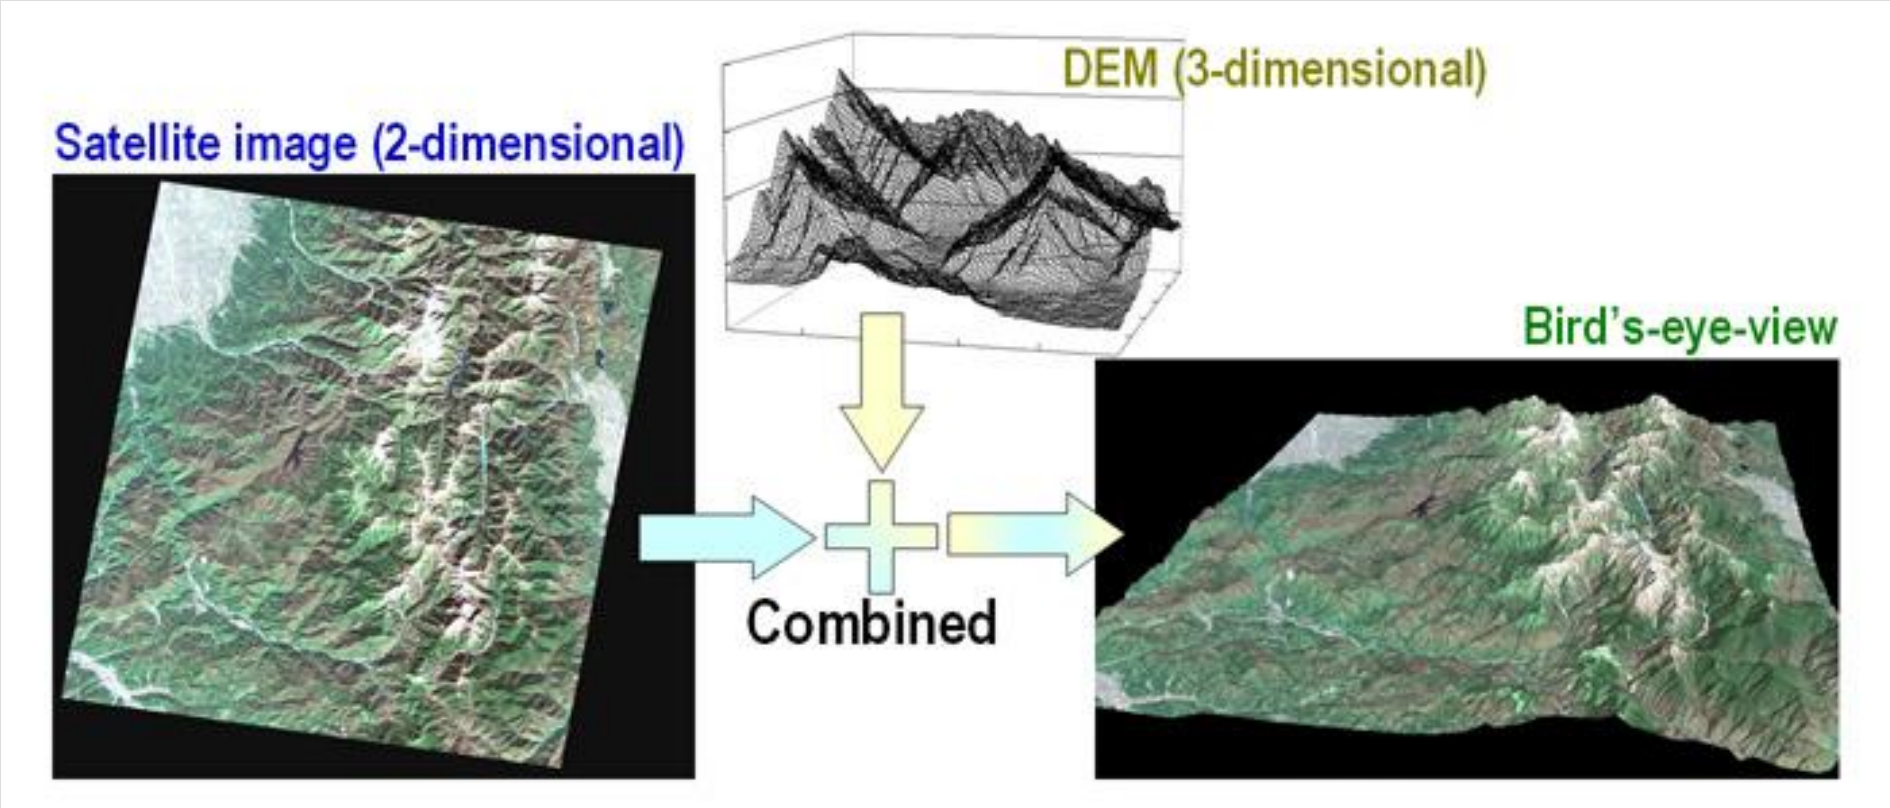 DEM (3-dimensional)
Satellite image (2-dimensional)
Bird’s-eye-view
Combined